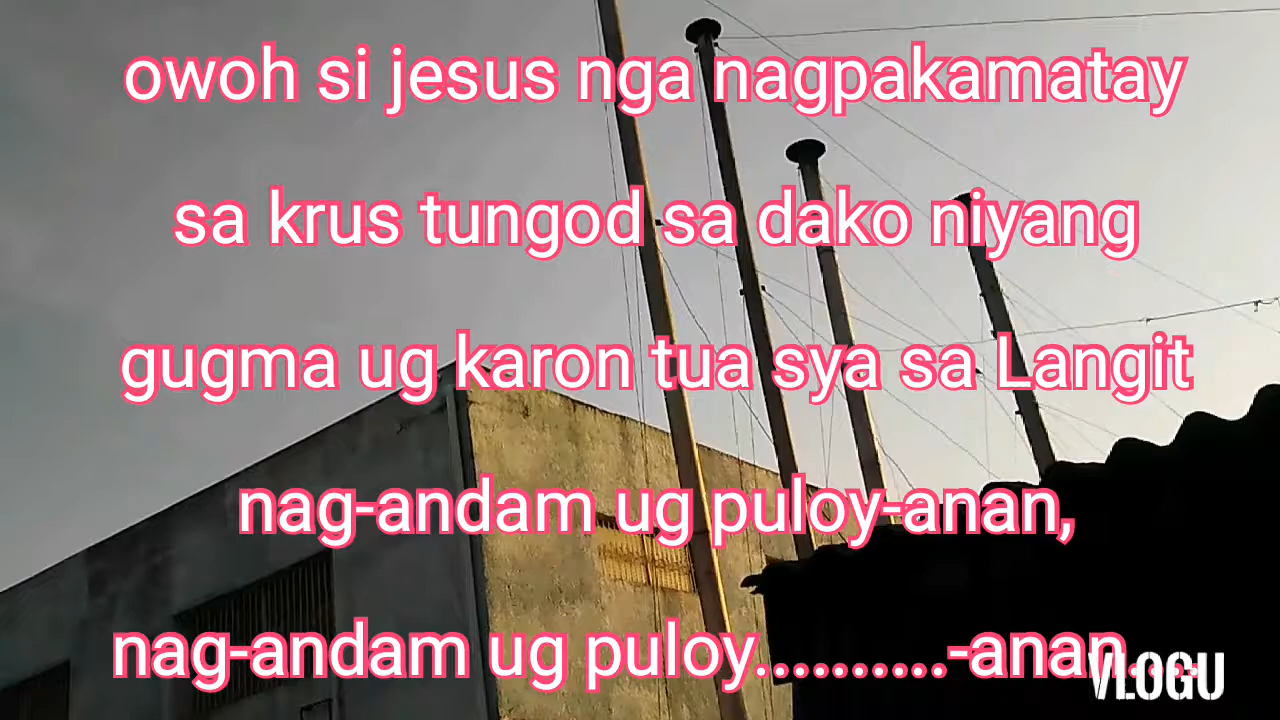 owoh si jesus nga nagpakamatay
sa krus tungod sa dako niyang
gugma ug karon tua sya sa Langit
nag-andam ug puloy-anan,
nag-andam ug puloy..........-anan....
VLOGU